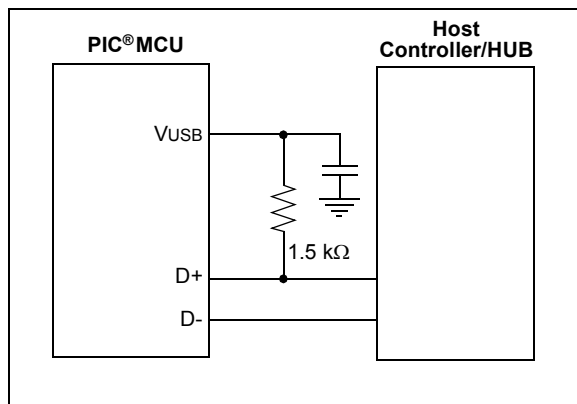 PIC® MCU
Host
Controller/HUB
VUSB
1.5 kΩ
D+
D-